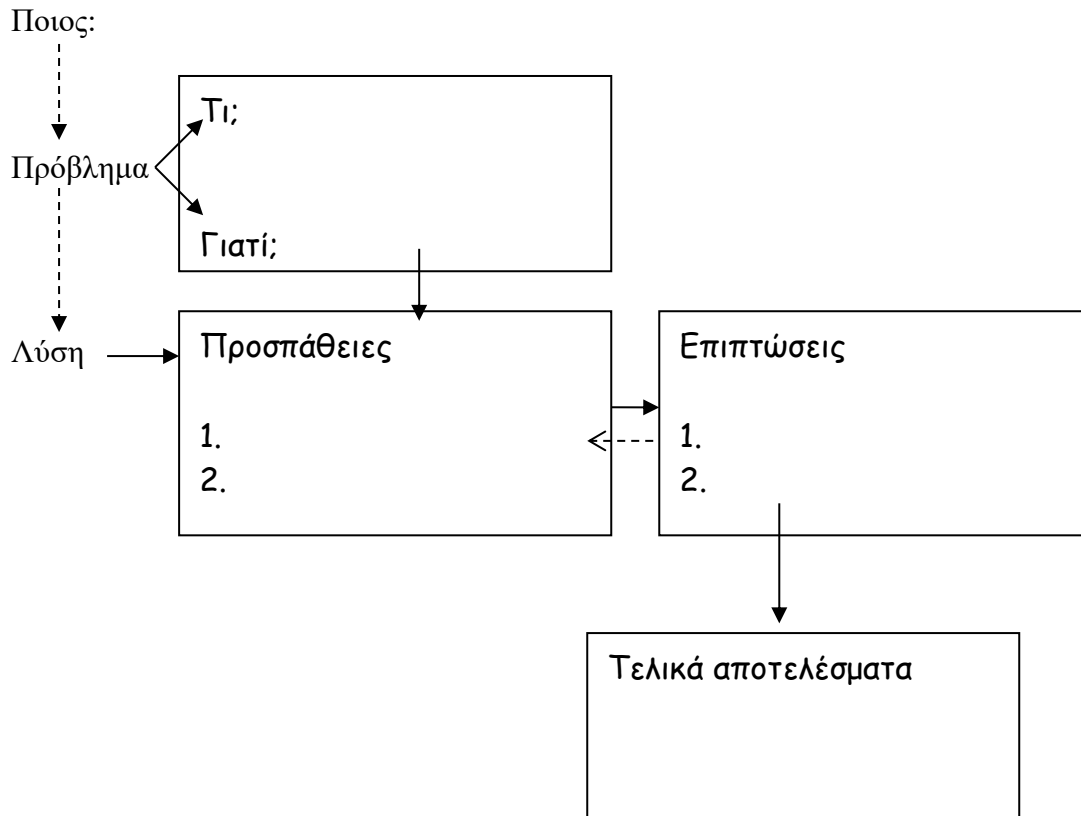 Ποιος:
Τι;
Πρόβλημα
Γιατί;
Λύση
Προσπάθειες
1.
2.
Επιπτώσεις
1.
2.
Τελικά αποτελέσματα